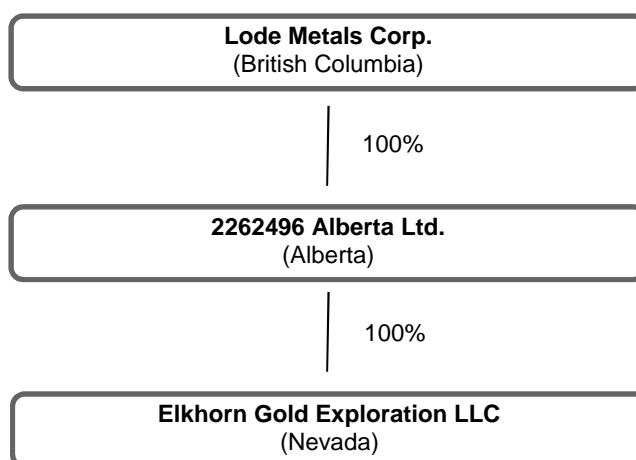 Lode Metals Corp.
(British Columbia)
100%
2262496 Alberta Ltd.
(Alberta)
100%
Elkhorn Gold Exploration LLC
(Nevada)